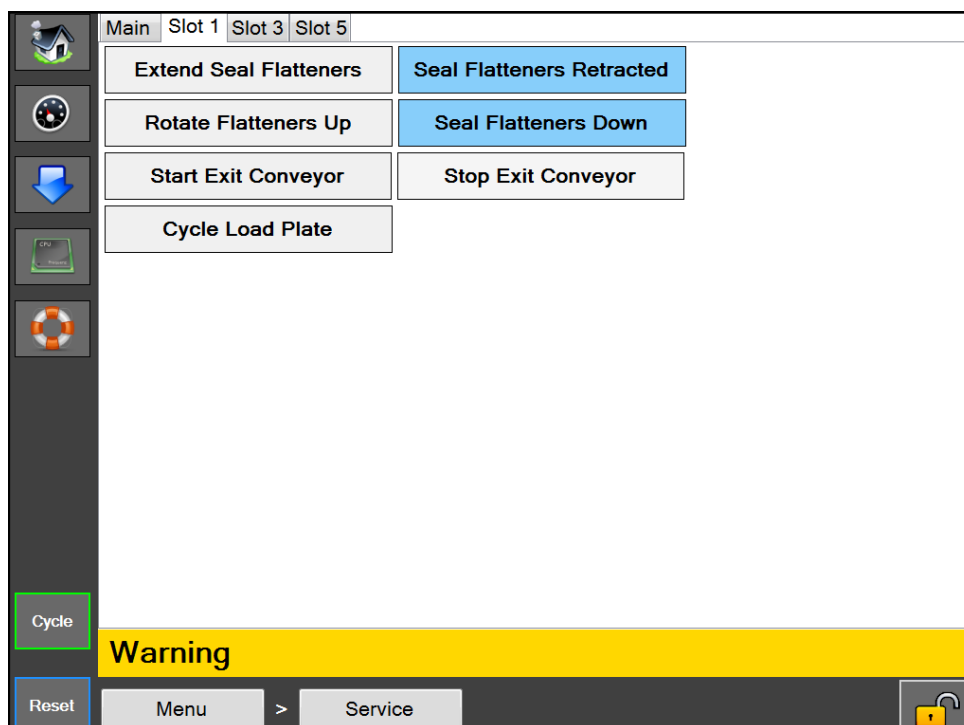 Main Slot 1 Slot 3 Slot 5
Extend Seal Flatteners Seal Flatteners Retracted
Rotate Flatteners Up Seal Flatteners Down
Start Exit Conveyor Stop Exit Conveyor
Cycle Load Plate
CPU
Cycle
Warning
Reset Menu > Service